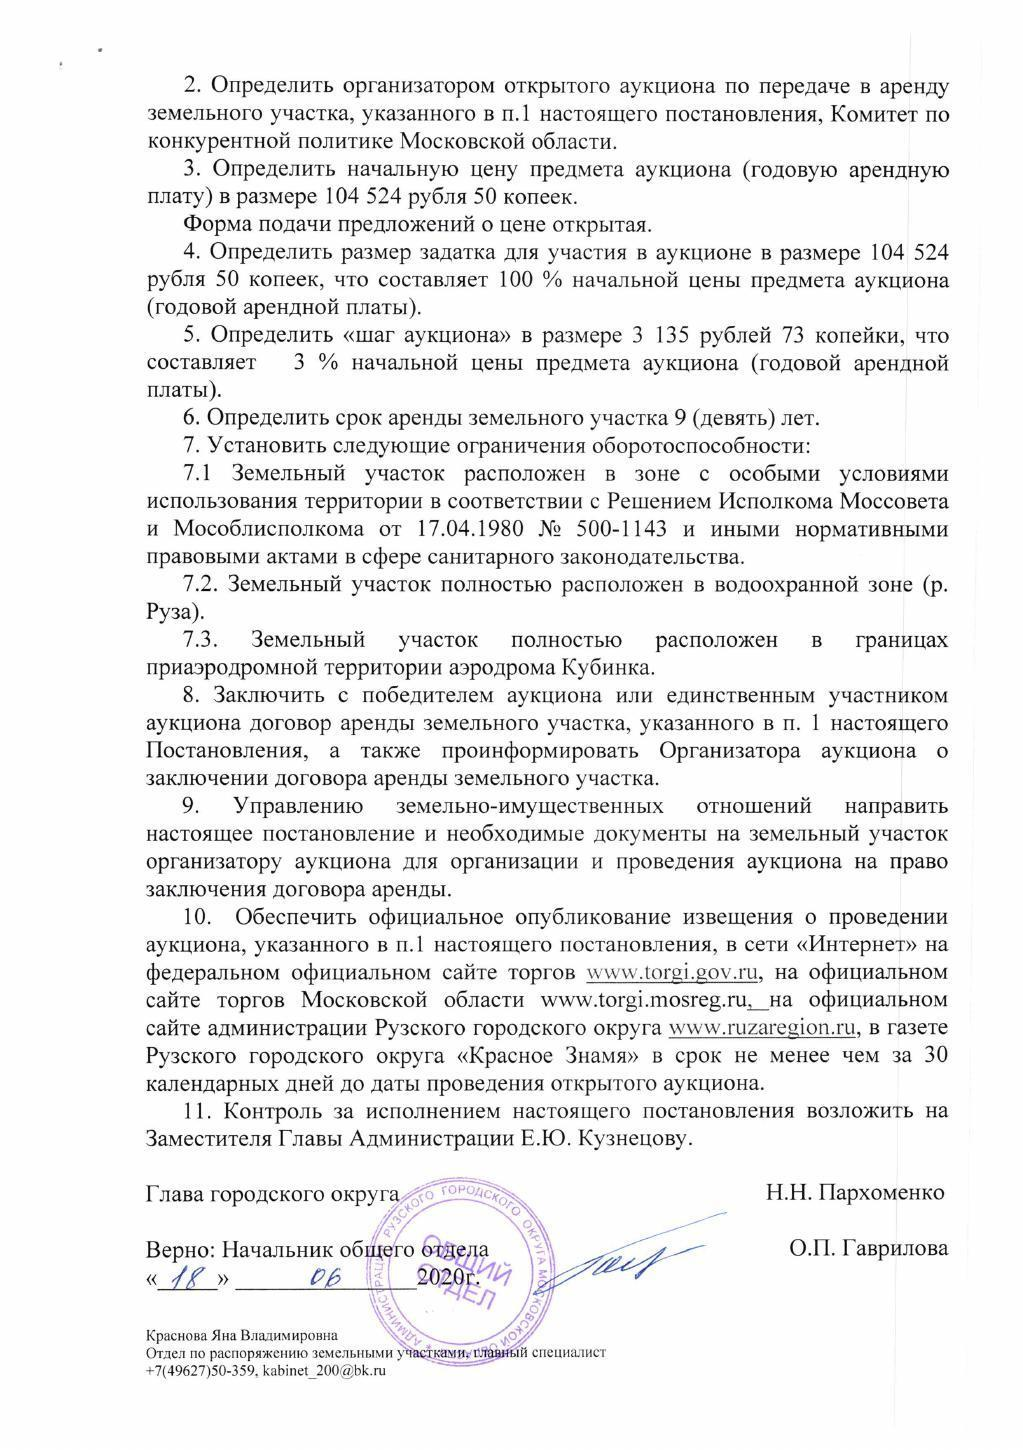 2. Определить организатором открытого аукциона по передаче в аренду
земельного участка, указанного в п.1 настоящего постановления, Комитет по
конкурентной политике Московской области.
3. Определить начальную цену предмета аукциона (годовую арендную
плату) в размере 104 524 рубля 50 копеек.
Форма подачи предложений о цене открытая.
4. Определить размер задатка для участия в аукционе в размере 104 524
рубля 50 копеек, что составляет 100 % начальной цены предмета аукциона
(годовой арендной платы).
5. Определить «шаг аукциона» в размере 3 135 рублей 73 копейки, что
составляет 3 % начальной цены предмета аукциона (годовой арендной
платы).
6. Определить срок аренды земельного участка 9 (девять) лет.
7. Установить следующие ограничения оборотоспособности:
7.1 Земельный участок расположен в зоне с особыми условиями
использования территории в соответствии с Решением Исполкома Моссовета
и Мособлисполкома от 17.04.1980 № 500-1143 и иными нормативными
правовыми актами в сфере санитарного законодательства.
7.2. Земельный участок полностью расположен в водоохранной зоне (р.
Руза).
7.3. Земельный участок полностью расположен в границах
приаэродромной территории аэродрома Кубинка.
8. Заключить с победителем аукциона или единственным участником
аукциона договор аренды земельного участка, указанного в п. 1 настоящего
Постановления, а также проинформировать Организатора аукциона о
заключении договора аренды земельного участка.
9. Управлению земельно-имущественных отношений направить
настоящее постановление и необходимые документы на земельный участок
организатору аукциона для организации и проведения аукциона на право
заключения договора аренды.
10. Обеспечить официальное опубликование извещения о проведении
аукциона, указанного в п.1 настоящего постановления, в сети «Интернет» на
федеральном официальном сайте торгов www.torgi.gov.ru, на официальном
сайте торгов Московской области www.torgi.mosreg.ru, на официальном
сайте администрации Рузского городского округа www.ruzaregion.ru, в газете
Рузского городского округа «Красное Знамя» в срок не менее чем за 30
календарных дней до даты проведения открытого аукциона.
11. Контроль за исполнением настоящего постановления возложить на
Заместителя Главы Администрации Е.Ю. Кузнецову.
Глава городского округа Н.Н. Пархоменко
Верно: Начальник общего отдела О.П. Гаврилова
« 18 » 06 2020г.
АДМИНИСТРАЦИЯ РУЗСКОГО ГОРОДСКОГО ОКРУГА МОСКОВСКОЙ ОБЛАСТИ *
ОБЩИЙ
ОТДЕЛ
Краснова Яна Владимировна
Отдел по распоряжению земельными участками, главный специалист
+7(49627)50-359, kabinet_200@bk.ru